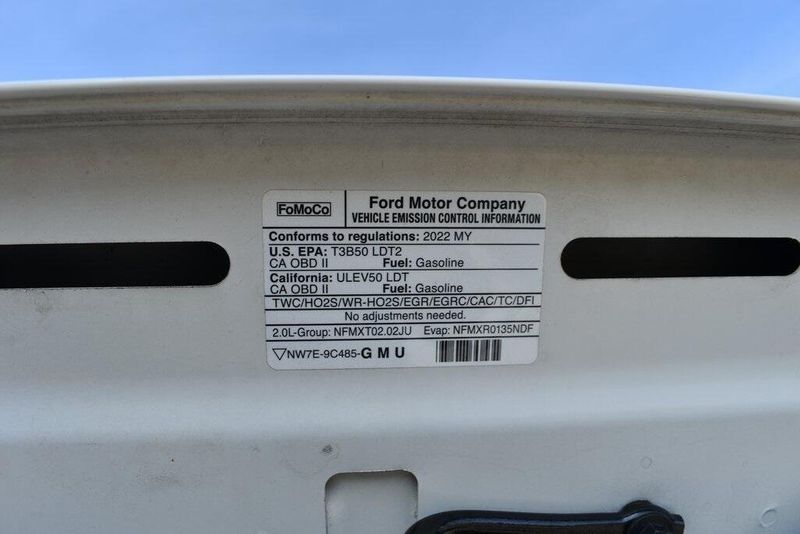 FoMoCo
Ford Motor Company
VEHICLE EMISSION CONTROL INFORMATION
Conforms to regulations: 2022 MY
U.S. EPA: T3B50 LDT2
CA OBD II Fuel: Gasoline
California: ULEV50 LDT
CA OBD II Fuel: Gasoline
TWC/HO2S/WR-HO2S/EGR/EGRC/CAC/TC/DFI
No adjustments needed.
2.0L-Group: NFMXT02.02JU Evap: NFMXR0135NDF
NW7E-9C485-G M U